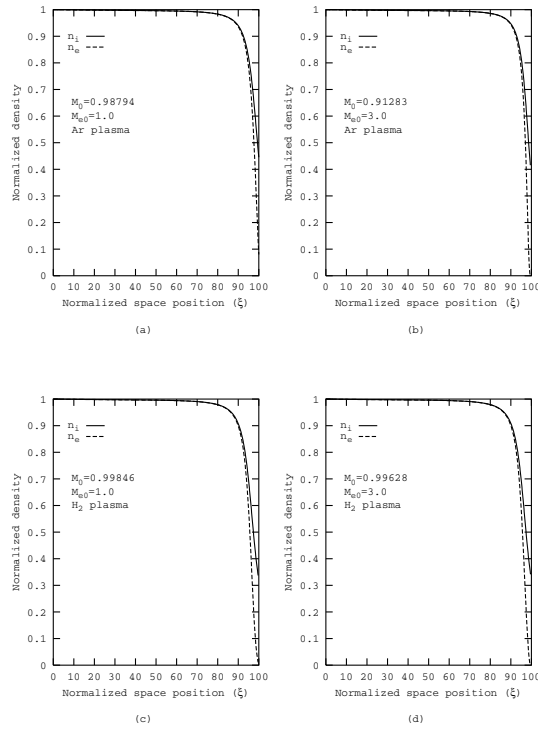 1
0.9
0.8
0.7
0.6
0.5
0.4
0.3
0.2
0.1
0
Normalized density
n_i
n_e
M_0=0.98794
M_e0=1.0
Ar plasma
0 10 20 30 40 50 60 70 80 90 100
Normalized space position (ξ)
(a)
1
0.9
0.8
0.7
0.6
0.5
0.4
0.3
0.2
0.1
0
Normalized density
n_i
n_e
M_0=0.91283
M_e0=3.0
Ar plasma
0 10 20 30 40 50 60 70 80 90 100
Normalized space position (ξ)
(b)
1
0.9
0.8
0.7
0.6
0.5
0.4
0.3
0.2
0.1
0
Normalized density
n_i
n_e
M_0=0.99846
M_e0=1.0
H_2 plasma
0 10 20 30 40 50 60 70 80 90 100
Normalized space position (ξ)
(c)
1
0.9
0.8
0.7
0.6
0.5
0.4
0.3
0.2
0.1
0
Normalized density
n_i
n_e
M_0=0.99628
M_e0=3.0
H_2 plasma
0 10 20 30 40 50 60 70 80 90 100
Normalized space position (ξ)
(d)